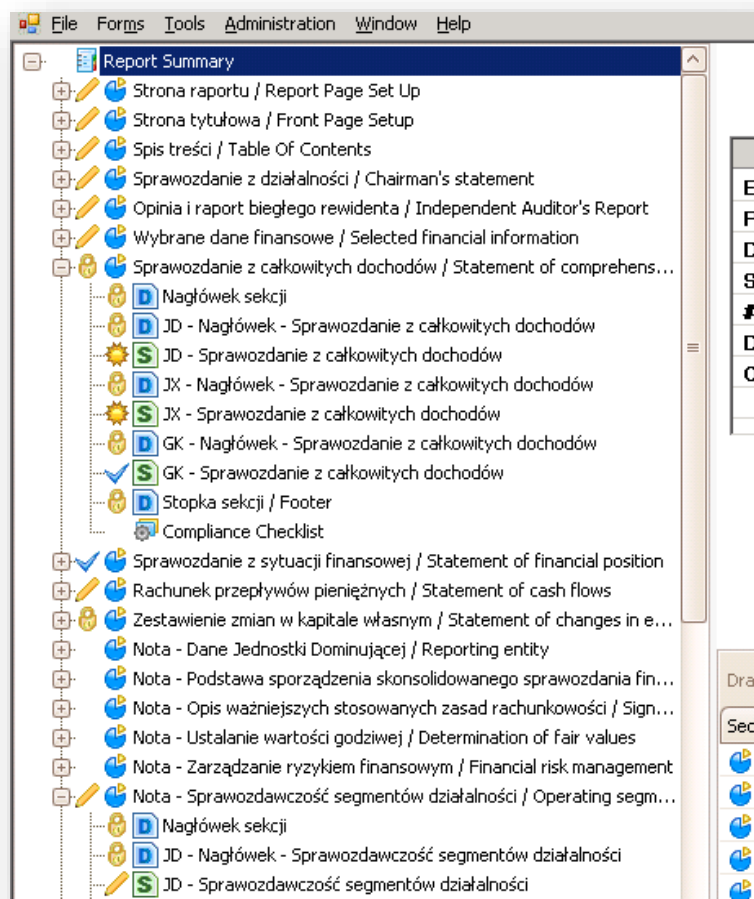 File Forms Tools Administration Window Help
Report Summary
Strona raportu / Report Page Set Up
Strona tytułowa / Front Page Setup
Spis treści / Table Of Contents
Sprawozdanie z działalności / Chairman's statement
Opinia i raport biegłego rewidenta / Independent Auditor's Report
Wybrane dane finansowe / Selected financial information
Sprawozdanie z całkowitych dochodów / Statement of comprehens...
D Nagłówek sekcji
D JD - Nagłówek - Sprawozdanie z całkowitych dochodów
S JD - Sprawozdanie z całkowitych dochodów
D JX - Nagłówek - Sprawozdanie z całkowitych dochodów
S JX - Sprawozdanie z całkowitych dochodów
D GK - Nagłówek - Sprawozdanie z całkowitych dochodów
S GK - Sprawozdanie z całkowitych dochodów
D Stopka sekcji / Footer
Compliance Checklist
Sprawozdanie z sytuacji finansowej / Statement of financial position
Rachunek przepływów pieniężnych / Statement of cash flows
Zestawienie zmian w kapitale własnym / Statement of changes in e...
Nota - Dane Jednostki Dominującej / Reporting entity
Nota - Podstawa sporządzenia skonsolidowanego sprawozdania fin...
Nota - Opis ważniejszych stosowanych zasad rachunkowości / Sign...
Nota - Ustalanie wartości godziwej / Determination of fair values
Nota - Zarządzanie ryzykiem finansowym / Financial risk management
Nota - Sprawozdawczość segmentów działalności / Operating segm...
D Nagłówek sekcji
D JD - Nagłówek - Sprawozdawczość segmentów działalności
S JD - Sprawozdawczość segmentów działalności
Dra
Sec